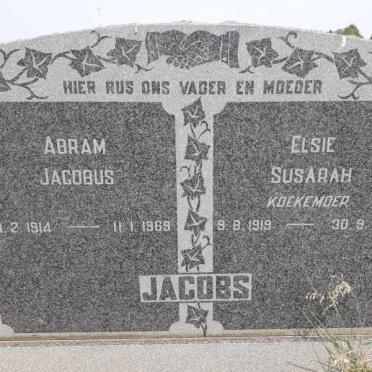 HIER RUS ONS VADER EN MOEDER
ABRAM
JACOBUS
.2.1914 — 11.1.1969
ELSIE
SUSARAH
KOEKEMOER
9.8.1919 — 30.9
JACOBS